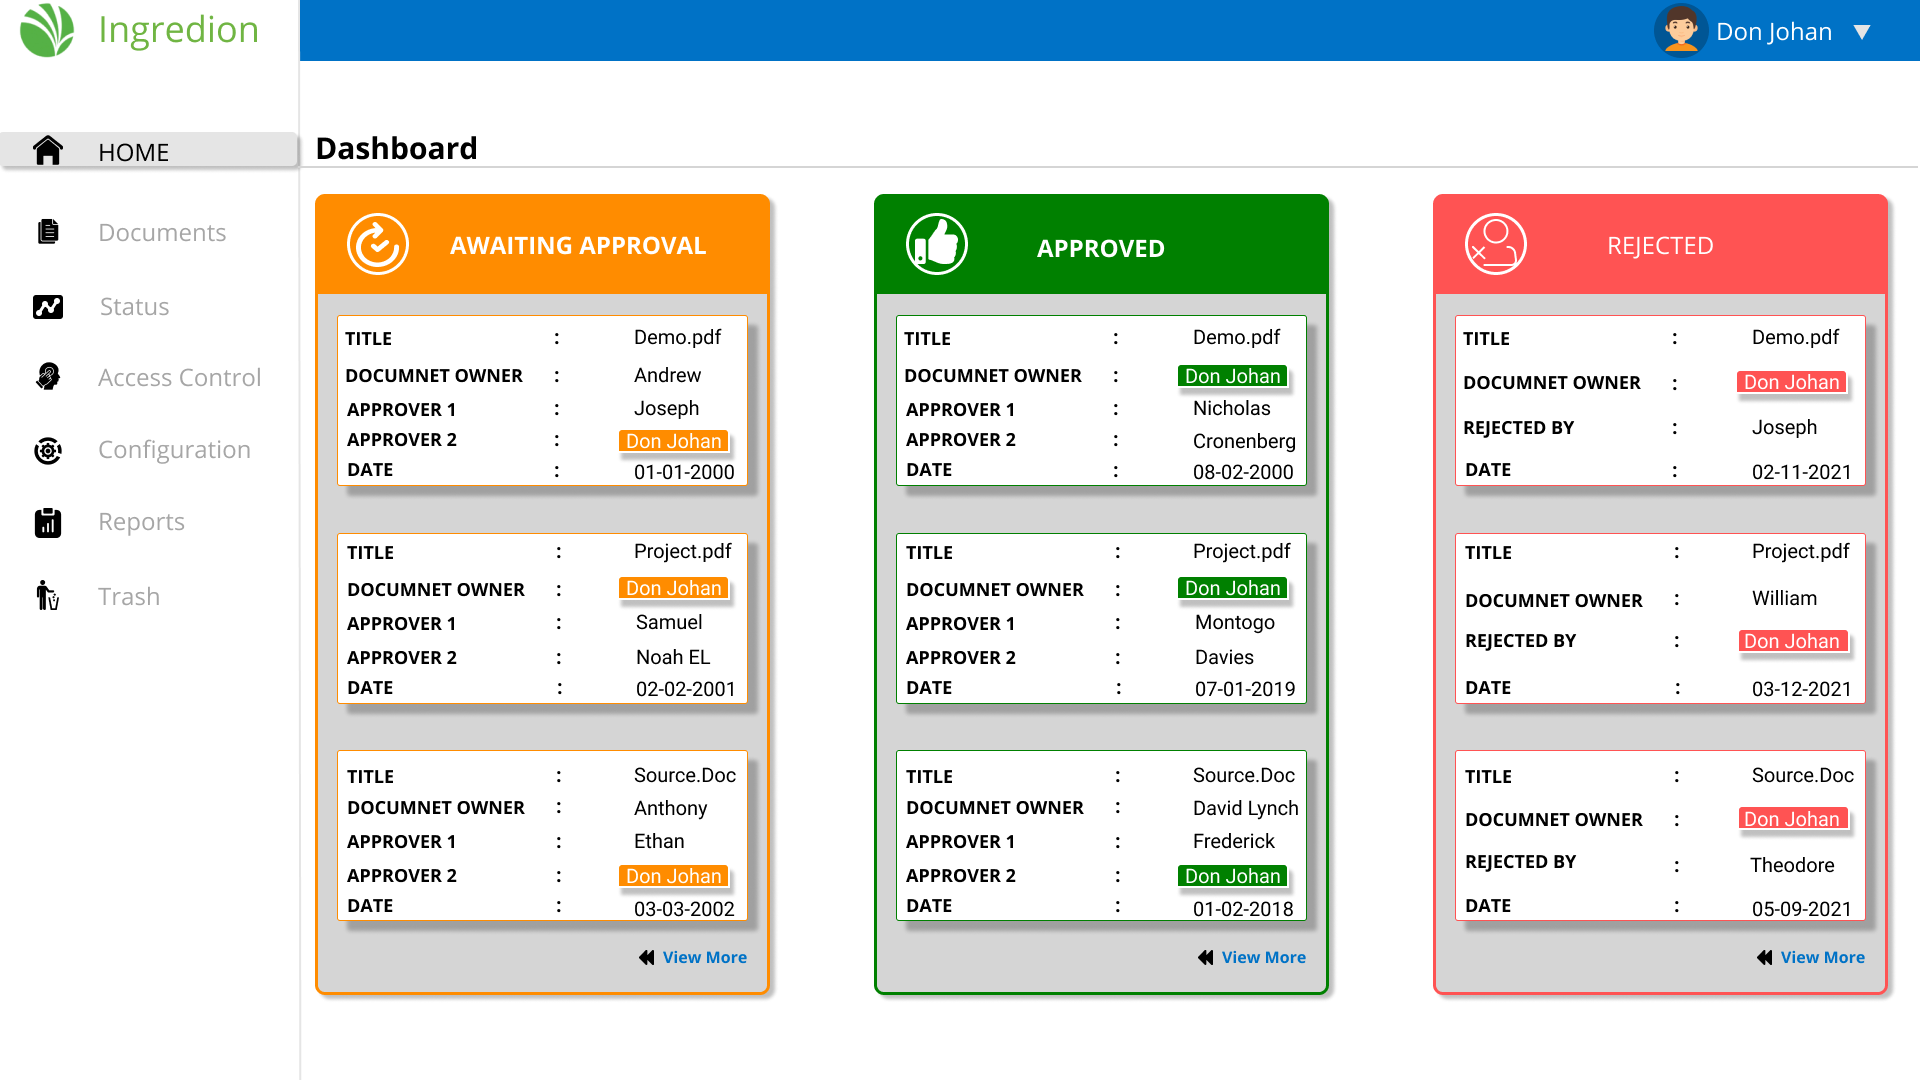 Ingredion
Don Johan
HOME
Documents
Status
Access Control
Configuration
Reports
Trash
Dashboard
AWAITING APPROVAL
TITLE : Demo.pdf
DOCUMNET OWNER : Andrew
APPROVER 1 : Joseph
APPROVER 2 : Don Johan
DATE : 01-01-2000
TITLE : Project.pdf
DOCUMNET OWNER : Don Johan
APPROVER 1 : Samuel
APPROVER 2 : Noah EL
DATE : 02-02-2001
TITLE : Source.Doc
DOCUMNET OWNER : Anthony
APPROVER 1 : Ethan
APPROVER 2 : Don Johan
DATE : 03-03-2002
View More
APPROVED
TITLE : Demo.pdf
DOCUMNET OWNER : Don Johan
APPROVER 1 : Nicholas
APPROVER 2 : Cronenberg
DATE : 08-02-2000
TITLE : Project.pdf
DOCUMNET OWNER : Don Johan
APPROVER 1 : Montogo
APPROVER 2 : Davies
DATE : 07-01-2019
TITLE : Source.Doc
DOCUMNET OWNER : David Lynch
APPROVER 1 : Frederick
APPROVER 2 : Don Johan
DATE : 01-02-2018
View More
REJECTED
TITLE : Demo.pdf
DOCUMNET OWNER : Don Johan
REJECTED BY : Joseph
DATE : 02-11-2021
TITLE : Project.pdf
DOCUMNET OWNER : William
REJECTED BY : Don Johan
DATE : 03-12-2021
TITLE : Source.Doc
DOCUMNET OWNER : Don Johan
REJECTED BY : Theodore
DATE : 05-09-2021
View More